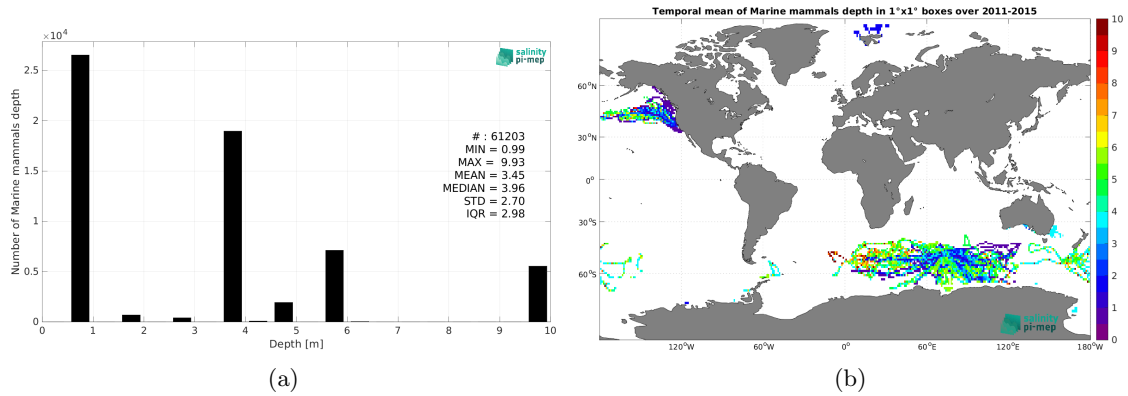 ×10⁴
2.5
2
1.5
1
0.5
0
0 1 2 3 4 5 6 7 8 9 10
Number of Marine mammals depth
Depth [m]
salinity
pi-mep
# : 61203
MIN = 0.99
MAX = 9.93
MEAN = 3.45
MEDIAN = 3.96
STD = 2.70
IQR = 2.98
(a)
Temporal mean of Marine mammals depth in 1°x1° boxes over 2011-2015
60°N
30°N
0°
30°S
60°S
120°W 60°W 0° 60°E 120°E 180°W
salinity
pi-mep
10
9
8
7
6
5
4
3
2
1
0
(b)